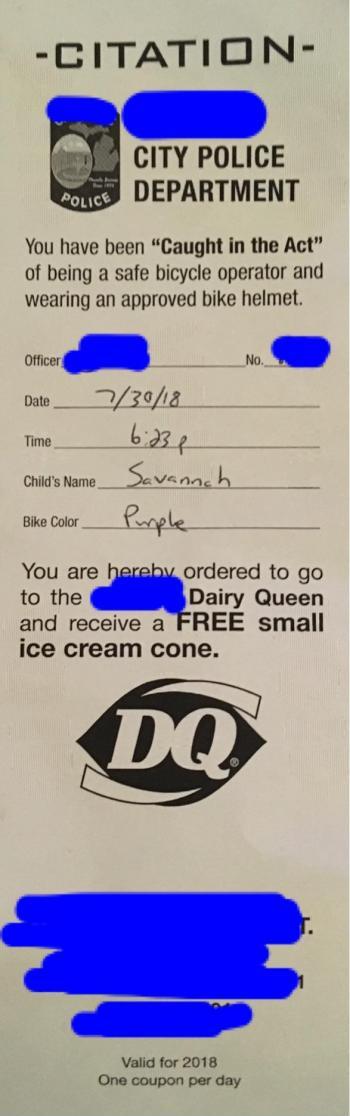 -CITATION-
POLICE
CITY POLICE
DEPARTMENT
You have been “Caught in the Act”
of being a safe bicycle operator and
wearing an approved bike helmet.
Officer
No.
Date 7/30/18
Time 6:23 p
Child's Name Savannah
Bike Color Purple
You are hereby ordered to go
to the Dairy Queen
and receive a FREE small
ice cream cone.
DQ®
T.
1
Valid for 2018
One coupon per day